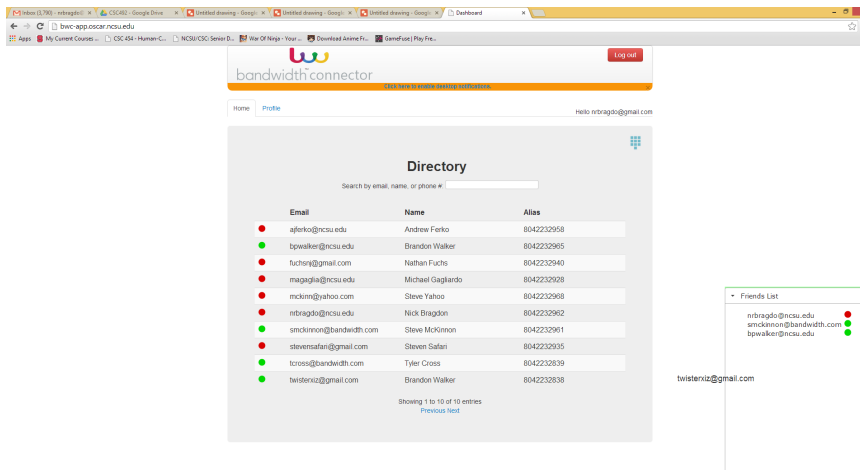 Inbox (3,790) - nrbragdo@ × CSC492 - Google Drive × Untitled drawing - Googl × Untitled drawing - Googl × Untitled drawing - Googl × Dashboard ×
bwc-app.oscar.ncsu.edu
Apps My Current Courses ... CSC 454 - Human-C... NCSU/CSC: Senior D... War Of Ninja - Your ... Download Anime Fr... GameFuse | Play Fre...
Log out
bandwidth connector
Click here to enable desktop notifications.
Home Profile
Hello nrbragdo@gmail.com
Directory
Search by email, name, or phone #:
Email Name Alias
ajferko@ncsu.edu Andrew Ferko 8042232958
bpwalker@ncsu.edu Brandon Walker 8042232965
fuchsnj@gmail.com Nathan Fuchs 8042232940
magaglia@ncsu.edu Michael Gagliardo 8042232928
mckinn@yahoo.com Steve Yahoo 8042232968
nrbragdo@ncsu.edu Nick Bragdon 8042232962
smckinnon@bandwidth.com Steve McKinnon 8042232961
stevensafari@gmail.com Steven Safari 8042232935
tcross@bandwidth.com Tyler Cross 8042232839
twisterxiz@gmail.com Brandon Walker 8042232838
Showing 1 to 10 of 10 entries
Previous Next
Friends List
nrbragdo@ncsu.edu
smckinnon@bandwidth.com
bpwalker@ncsu.edu
twisterxiz@gmail.com